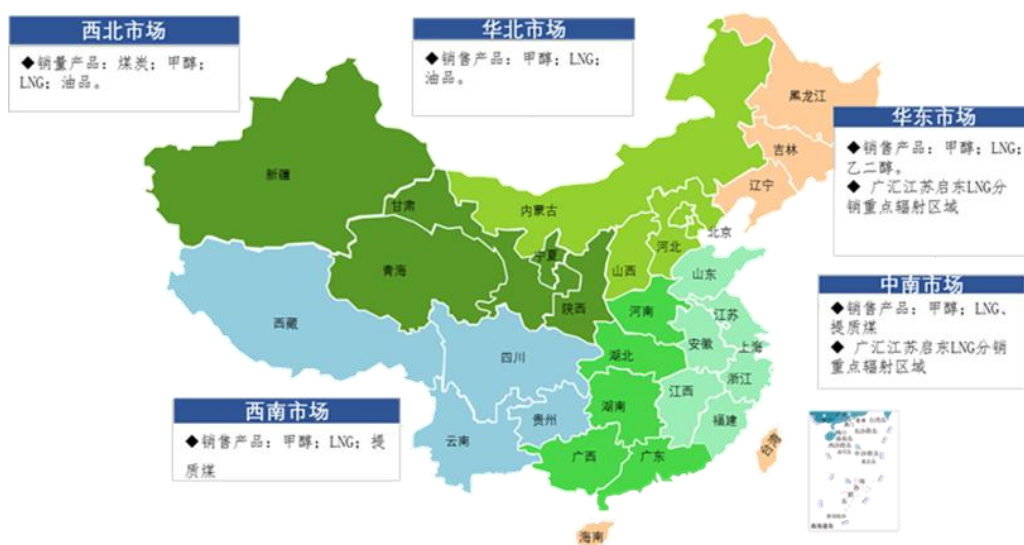 西北市场
◆销量产品：煤炭；甲醇；
LNG；油品。
华北市场
◆销售产品：甲醇；LNG；
油品。
华东市场
◆销售产品：甲醇；LNG；
乙二醇。
◆ 广汇江苏启东LNG分
销重点辐射区域
中南市场
◆销售产品：甲醇；LNG、
提质煤
◆ 广汇江苏启东LNG分销
重点辐射区域
西南市场
◆销售产品：甲醇；LNG；提
质煤
黑龙江
吉林
辽宁
新疆
甘肃
内蒙古
北京
河北
宁夏
山西
青海
山东
陕西
河南
江苏
西藏
安徽
上海
四川
湖北
浙江
江西
湖南
贵州
福建
云南
广西
广东
台湾
海南
南海诸岛